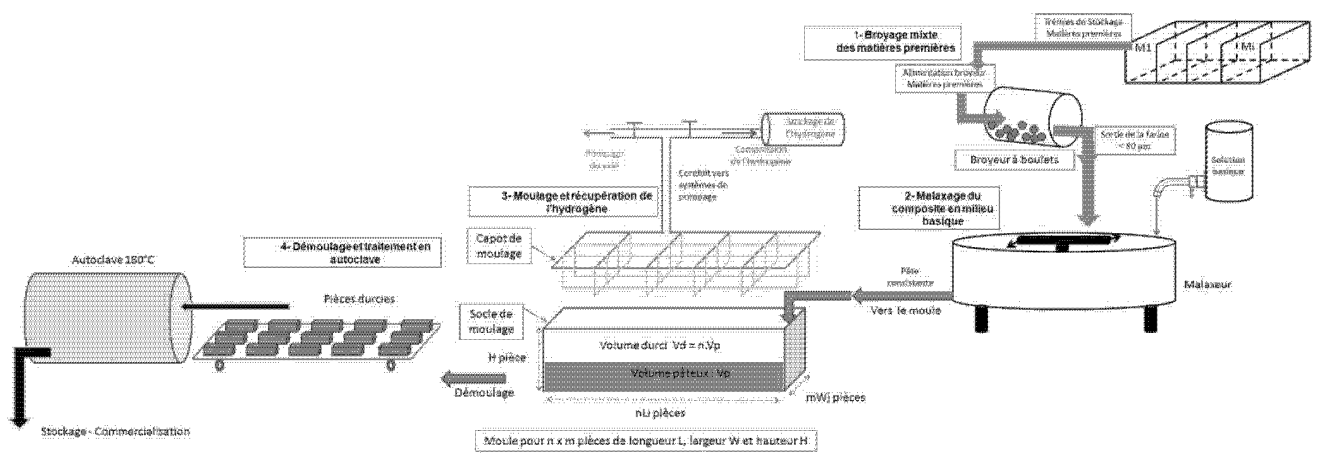 1- Broyage mixte
des matières premières
Trémies de Stockage
Matières premières
M1
Mi
Alimentation broyeur
Matières premières
Sortie de la farine
< 80 µm
Broyeur à boulets
Solution
basique
2- Malaxage du
composite en milieu
basique
Malaxeur
Pâte
consistante
Vers le moule
Stockage de
l'hydrogène
Compression
de l'hydrogène
Pompage
du vide
Conduit vers
systèmes de
pompage
3- Moulage et récupération de
l'hydrogène
Capot de
moulage
Socle de
moulage
Volume durci Vd = n.Vp
Volume pâteux : Vp
H pièce
nLi pièces
mWj pièces
Moule pour n x m pièces de longueur L, largeur W et hauteur H
Démoulage
4- Démoulage et traitement en
autoclave
Pièces durcies
Autoclave 180°C
Stockage - Commercialisation